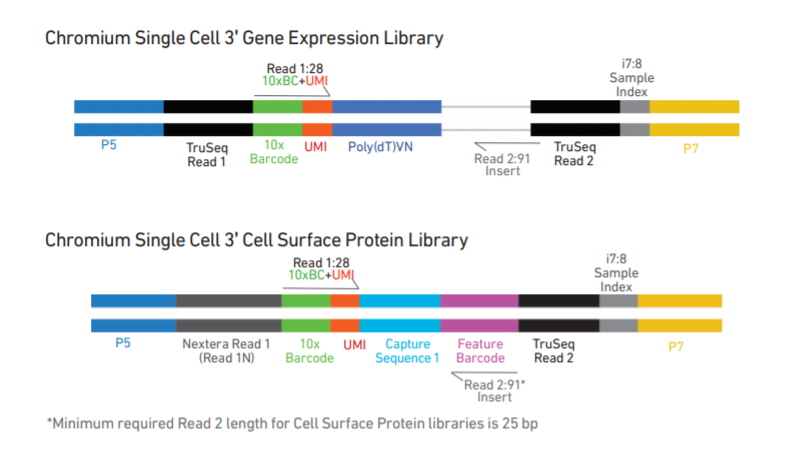 Chromium Single Cell 3' Gene Expression Library
Read 1:28
10xBC+UMI
i7:8
Sample
Index
P5
TruSeq
Read 1
10x
Barcode
UMI
Poly(dT)VN
Read 2:91
Insert
TruSeq
Read 2
P7
Chromium Single Cell 3' Cell Surface Protein Library
Read 1:28
10xBC+UMI
i7:8
Sample
Index
P5
Nextera Read 1
(Read 1N)
10x
Barcode
UMI
Capture
Sequence 1
Feature
Barcode
TruSeq
Read 2
P7
Read 2:91*
Insert
*Minimum required Read 2 length for Cell Surface Protein libraries is 25 bp